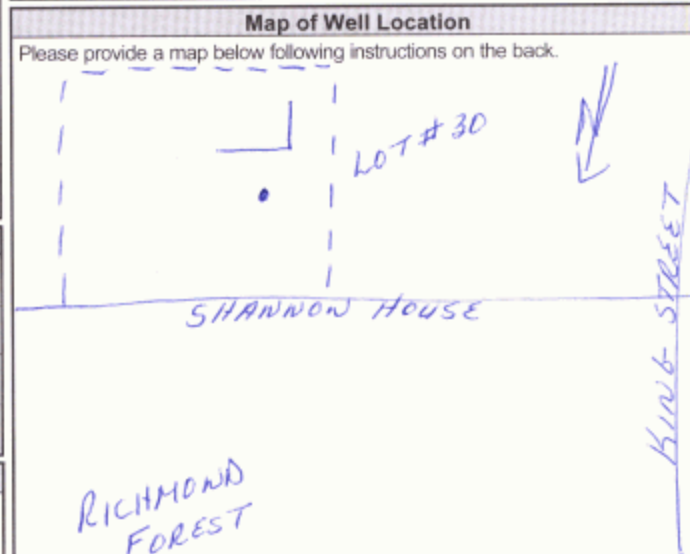 Map of Well Location
Please provide a map below following instructions on the back.
N
LOT # 30
SHANNON HOUSE
KING STREET
RICHMOND
FOREST